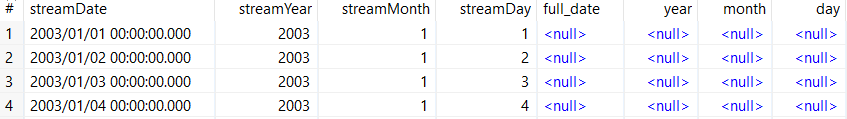 # streamDate streamYear streamMonth streamDay full_date year month day
1 2003/01/01 00:00:00.000 2003 1 1 <null> <null> <null> <null>
2 2003/01/02 00:00:00.000 2003 1 2 <null> <null> <null> <null>
3 2003/01/03 00:00:00.000 2003 1 3 <null> <null> <null> <null>
4 2003/01/04 00:00:00.000 2003 1 4 <null> <null> <null> <null>